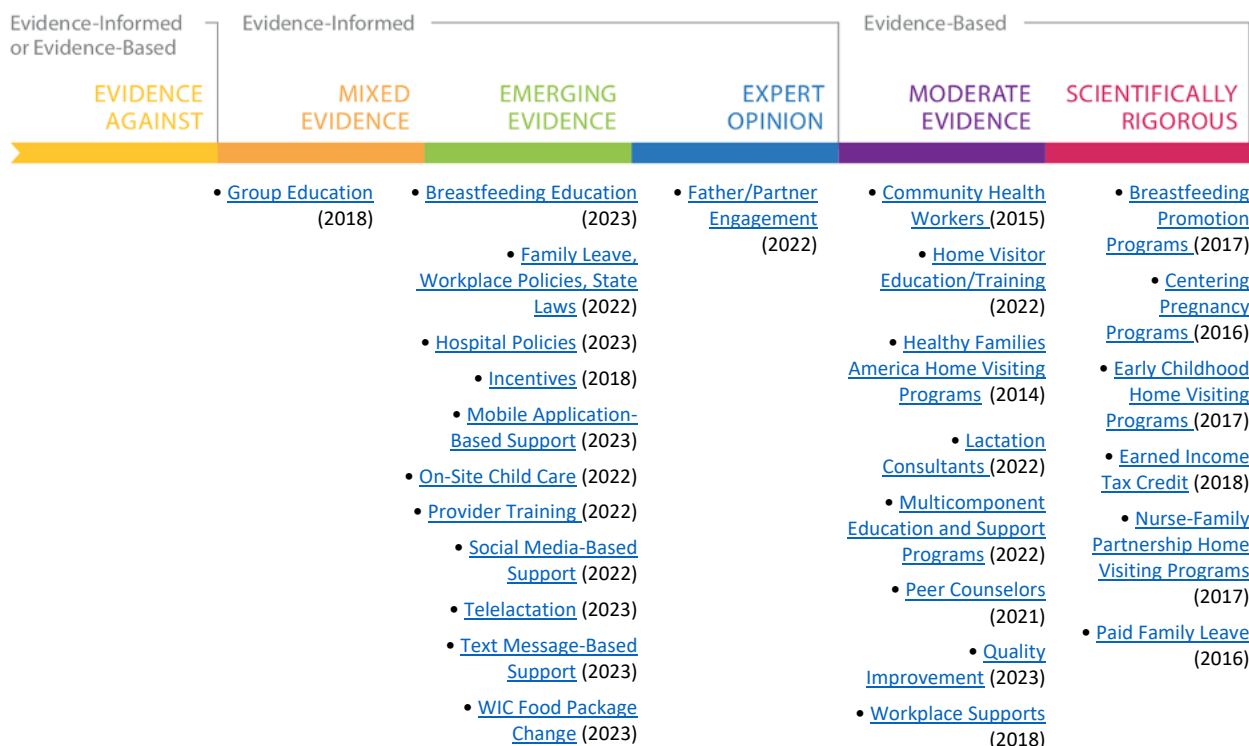 Evidence-Informed
or Evidence-Based
Evidence-Informed
Evidence-Based
EVIDENCE
AGAINST
MIXED
EVIDENCE
EMERGING
EVIDENCE
EXPERT
OPINION
MODERATE
EVIDENCE
SCIENTIFICALLY
RIGOROUS
• Group Education
(2018)
• Breastfeeding Education
(2023)
• Family Leave,
Workplace Policies, State
Laws (2022)
• Hospital Policies (2023)
• Incentives (2018)
• Mobile Application-
Based Support (2023)
• On-Site Child Care (2022)
• Provider Training (2022)
• Social Media-Based
Support (2022)
• Telelactation (2023)
• Text Message-Based
Support (2023)
• WIC Food Package
Change (2023)
• Father/Partner
Engagement
(2022)
• Community Health
Workers (2015)
• Home Visitor
Education/Training
(2022)
• Healthy Families
America Home Visiting
Programs (2014)
• Lactation
Consultants (2022)
• Multicomponent
Education and Support
Programs (2022)
• Peer Counselors
(2021)
• Quality
Improvement (2023)
• Workplace Supports
(2018)
• Breastfeeding
Promotion
Programs (2017)
• Centering
Pregnancy
Programs (2016)
• Early Childhood
Home Visiting
Programs (2017)
• Earned Income
Tax Credit (2018)
• Nurse-Family
Partnership Home
Visiting Programs
(2017)
• Paid Family Leave
(2016)